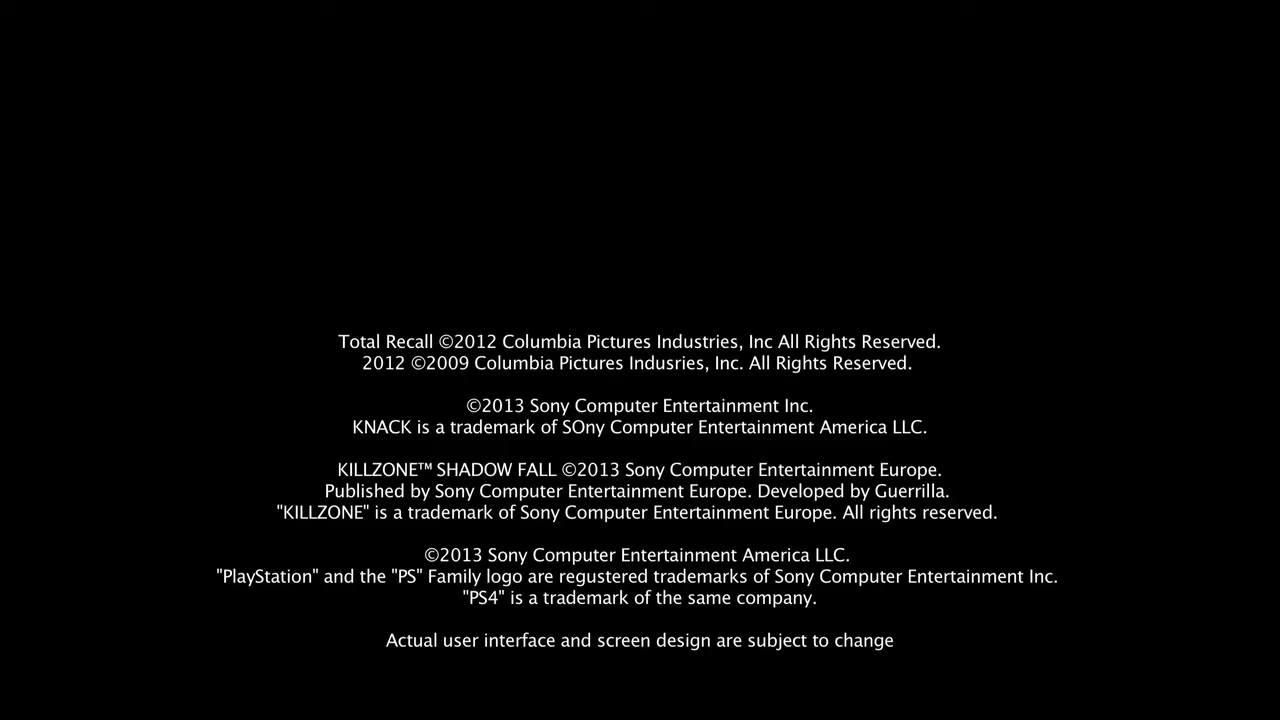 Total Recall ©2012 Columbia Pictures Industries, Inc All Rights Reserved.
2012 ©2009 Columbia Pictures Indusries, Inc. All Rights Reserved.
©2013 Sony Computer Entertainment Inc.
KNACK is a trademark of SOny Computer Entertainment America LLC.
KILLZONE™ SHADOW FALL ©2013 Sony Computer Entertainment Europe.
Published by Sony Computer Entertainment Europe. Developed by Guerrilla.
"KILLZONE" is a trademark of Sony Computer Entertainment Europe. All rights reserved.
©2013 Sony Computer Entertainment America LLC.
"PlayStation" and the "PS" Family logo are regustered trademarks of Sony Computer Entertainment Inc.
"PS4" is a trademark of the same company.
Actual user interface and screen design are subject to change